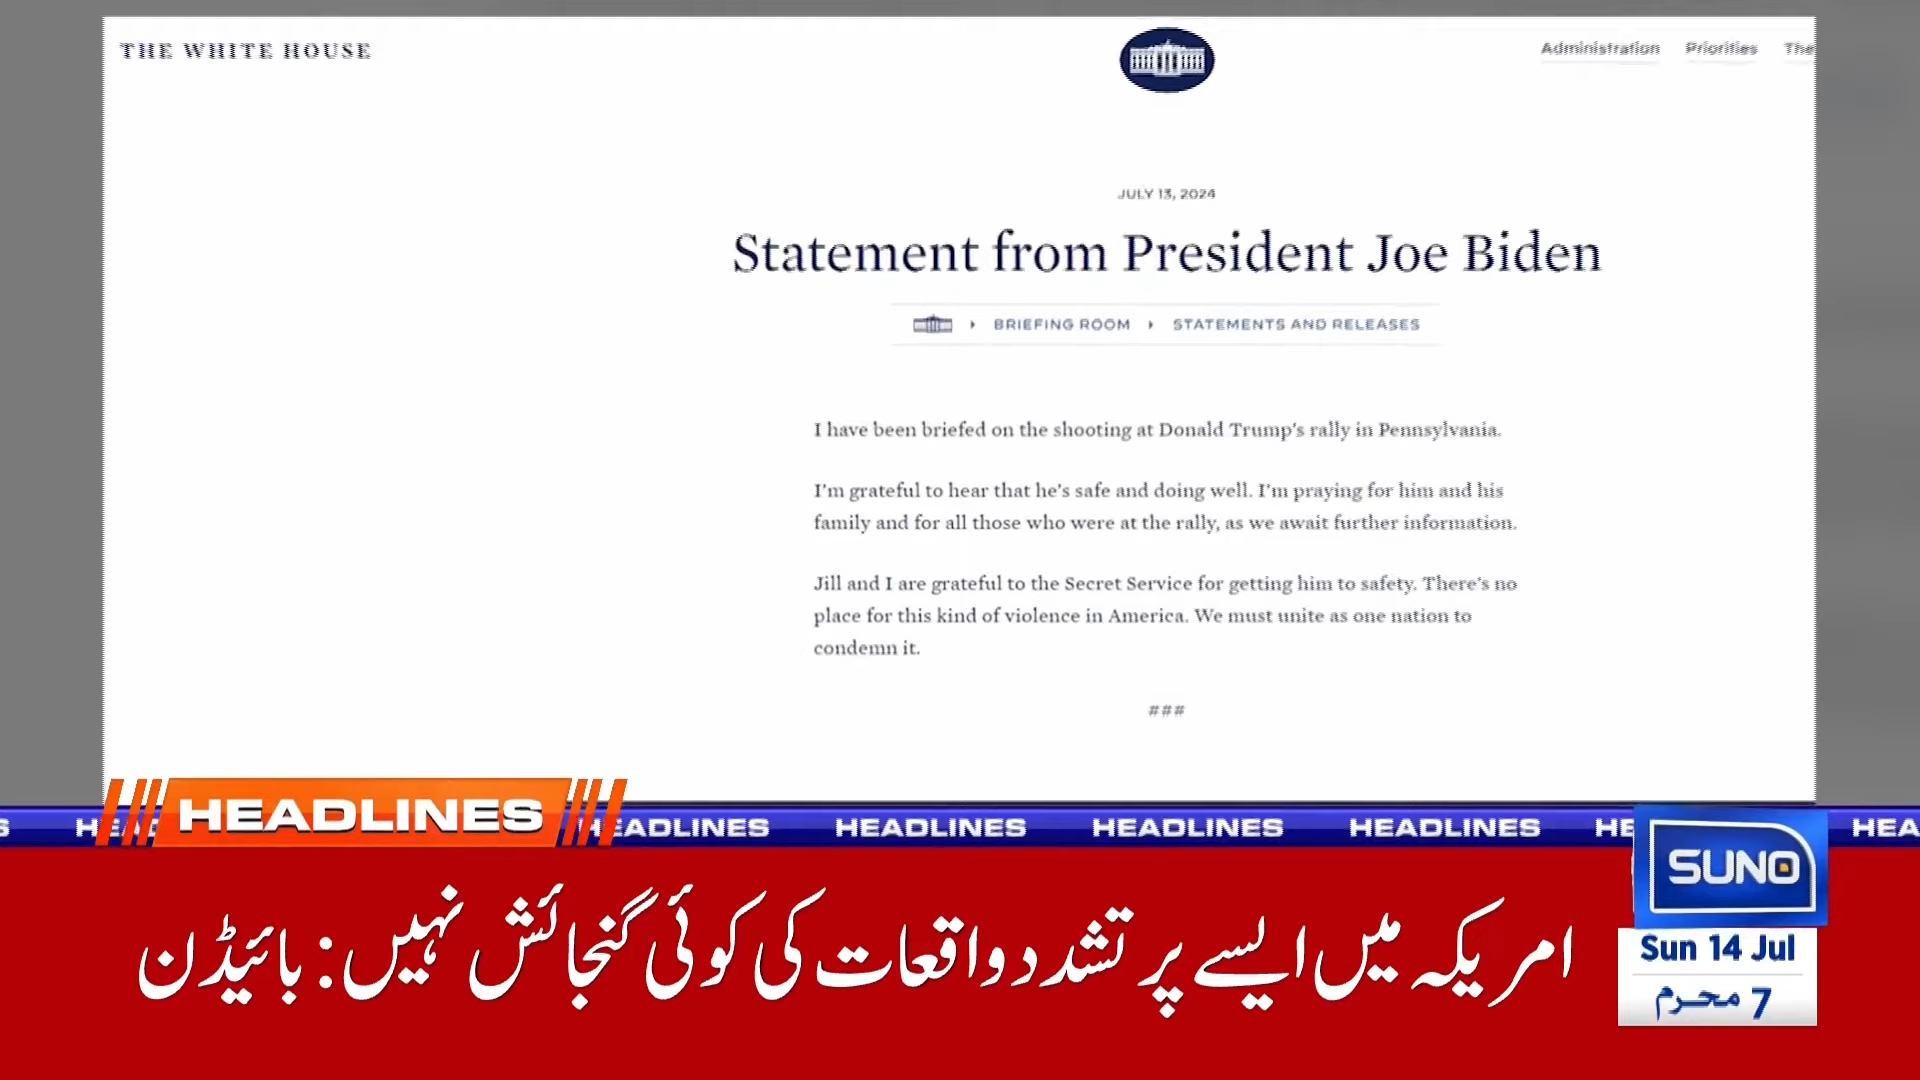 THE WHITE HOUSE
Administration Priorities The
JULY 13, 2024
Statement from President Joe Biden
BRIEFING ROOM STATEMENTS AND RELEASES
I have been briefed on the shooting at Donald Trump's rally in Pennsylvania.
I'm grateful to hear that he's safe and doing well. I'm praying for him and his
family and for all those who were at the rally, as we await further information.
Jill and I are grateful to the Secret Service for getting him to safety. There's no
place for this kind of violence in America. We must unite as one nation to
condemn it.
###
HEADLINES
HEADLINES HEADLINES HEADLINES HEADLINES HEA
SUNO
امریکہ میں ایسے پر تشدد واقعات کی کوئی گنجائش نہیں: بائیڈن
Sun 14 Jul
7 محرم